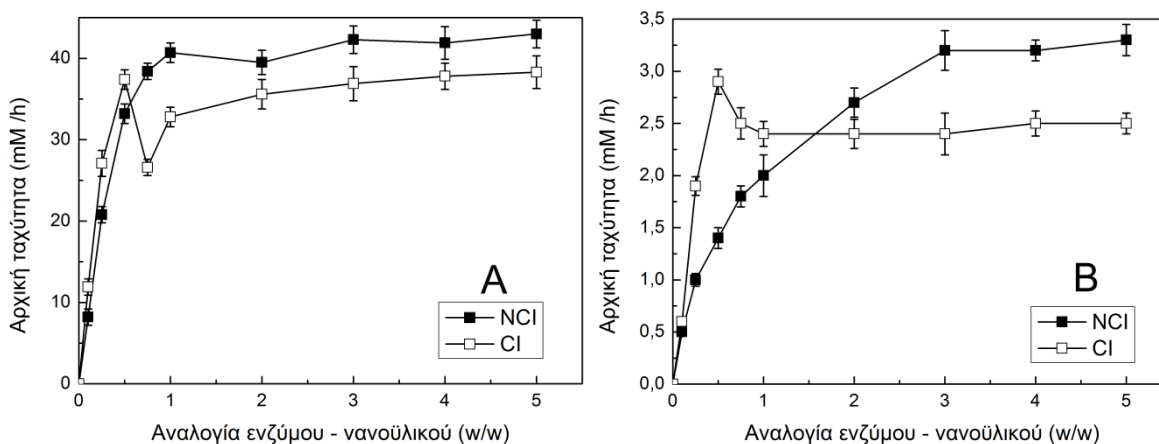 Αρχική ταχύτητα (mM /h)
40
30
20
10
0
0 1 2 3 4 5
Αναλογία ενζύμου - νανοϋλικού (w/w)
A
NCI
CI
Αρχική ταχύτητα (mM /h)
3,5
3,0
2,5
2,0
1,5
1,0
0,5
0,0
0 1 2 3 4 5
Αναλογία ενζύμου - νανοϋλικού (w/w)
B
NCI
CI